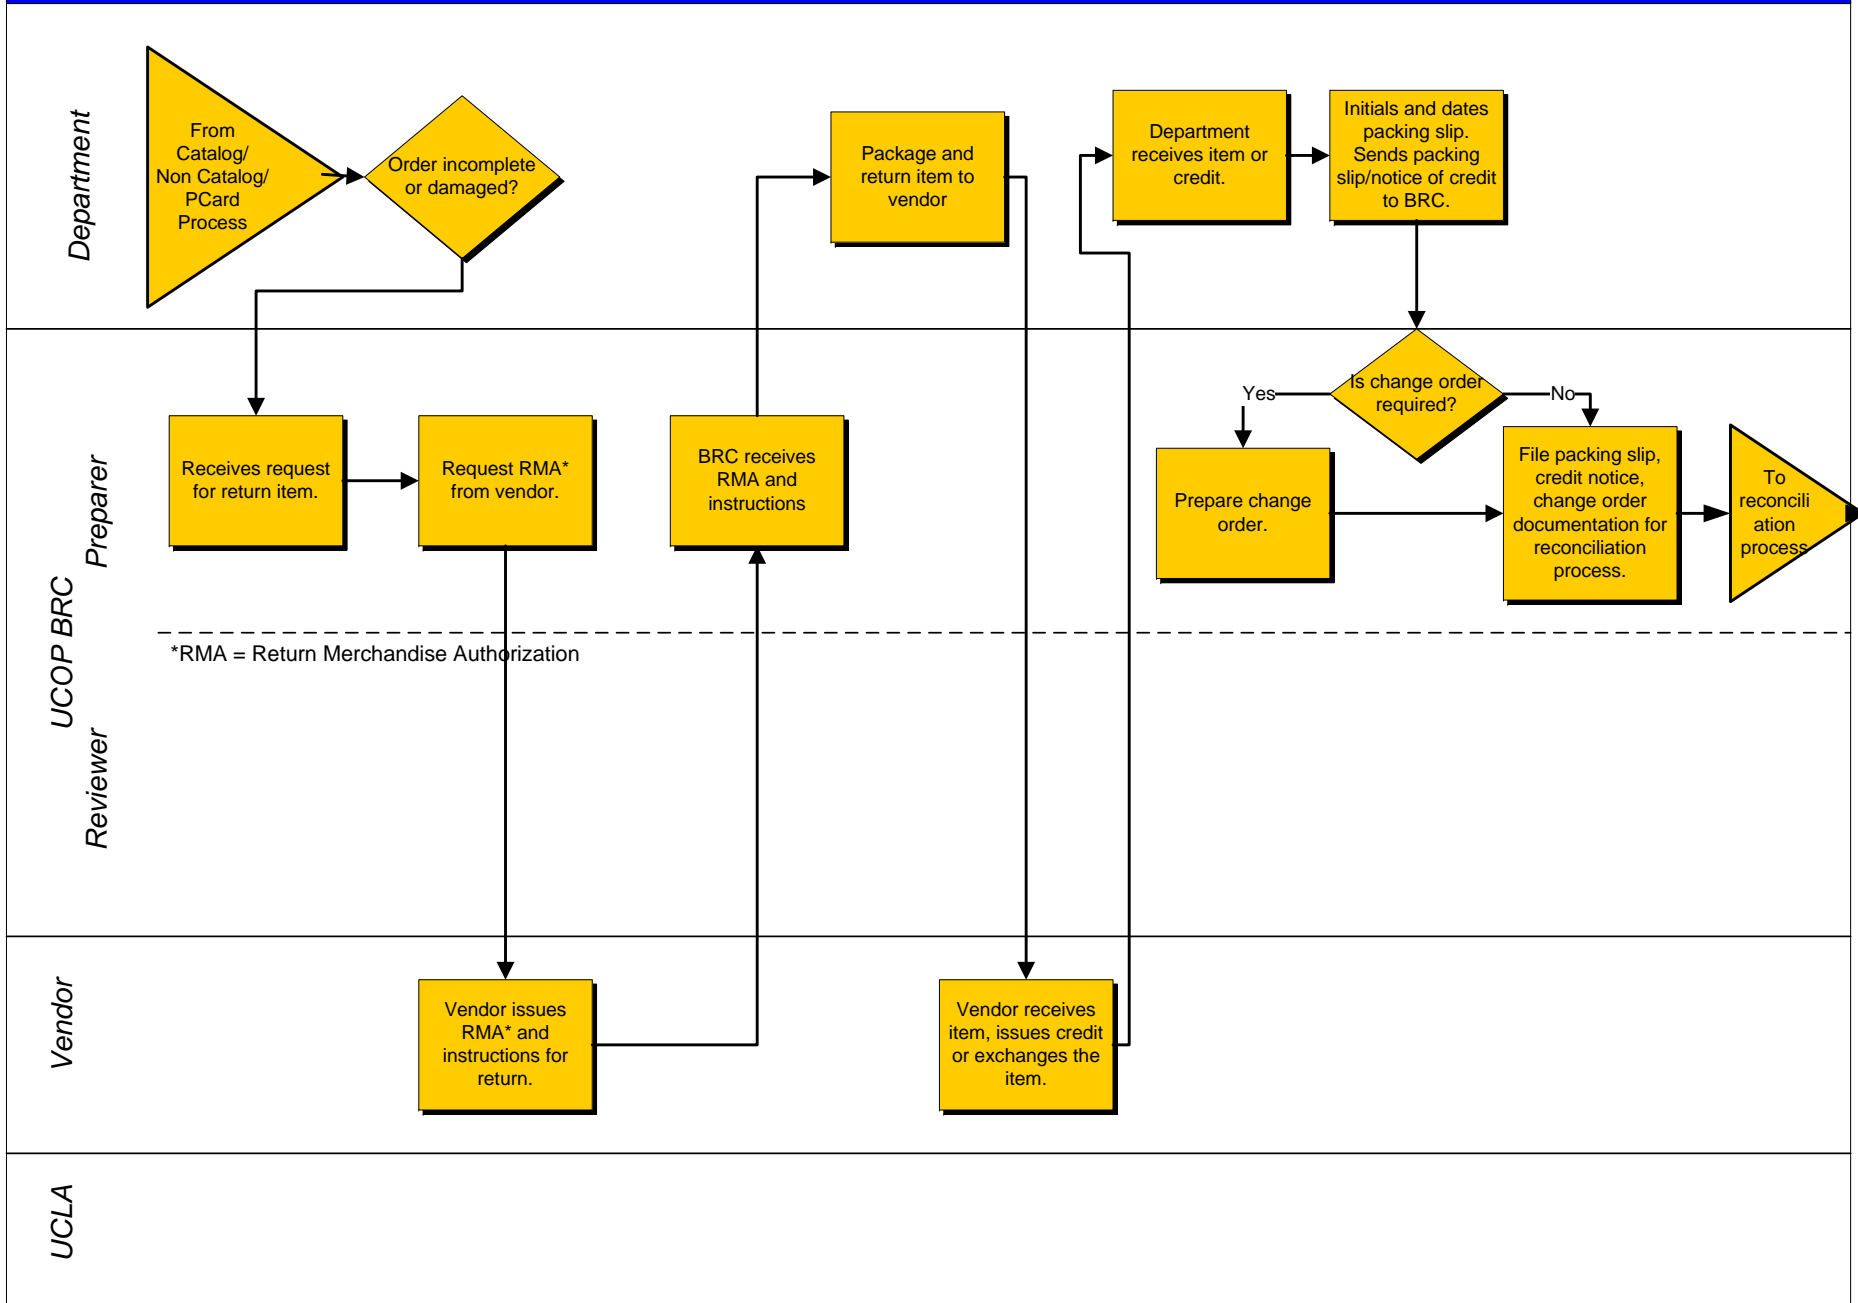 Department
From
Catalog/
Non Catalog/
PCard
Process
Order incomplete
or damaged?
Package and
return item to
vendor
Department
receives item or
credit.
Initials and dates
packing slip.
Sends packing
slip/notice of credit
to BRC.
UCOP BRC
Preparer
Receives request
for return item.
Request RMA*
from vendor.
BRC receives
RMA and
instructions
Is change order
required?
Yes
No
Prepare change
order.
File packing slip,
credit notice,
change order
documentation for
reconciliation
process.
To
reconcili
ation
process
*RMA = Return Merchandise Authorization
Reviewer
Vendor
Vendor issues
RMA* and
instructions for
return.
Vendor receives
item, issues credit
or exchanges the
item.
UCLA